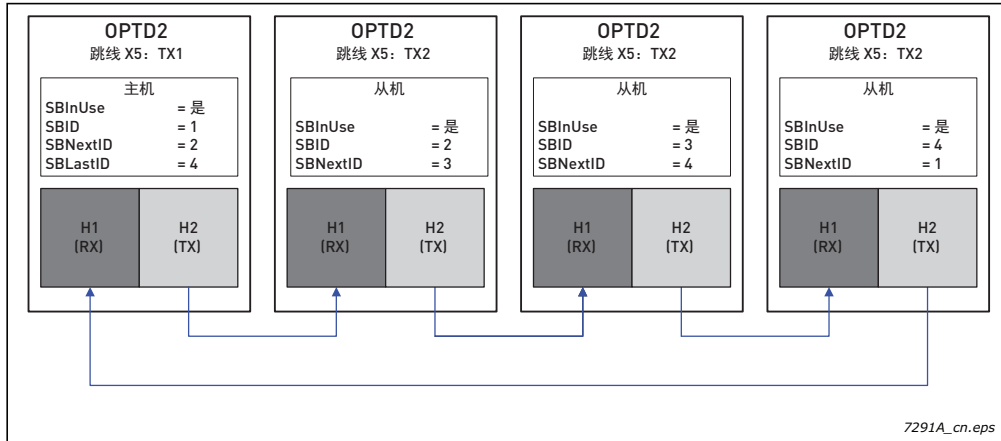 OPTD2
跳线 X5：TX1
主机
SBInUse = 是
SBID = 1
SBNextID = 2
SBLastID = 4
H1
(RX)
H2
(TX)
OPTD2
跳线 X5：TX2
从机
SBInUse = 是
SBID = 2
SBNextID = 3
H1
(RX)
H2
(TX)
OPTD2
跳线 X5：TX2
从机
SBInUse = 是
SBID = 3
SBNextID = 4
H1
(RX)
H2
(TX)
OPTD2
跳线 X5：TX2
从机
SBInUse = 是
SBID = 4
SBNextID = 1
H1
(RX)
H2
(TX)
7291A_cn.eps